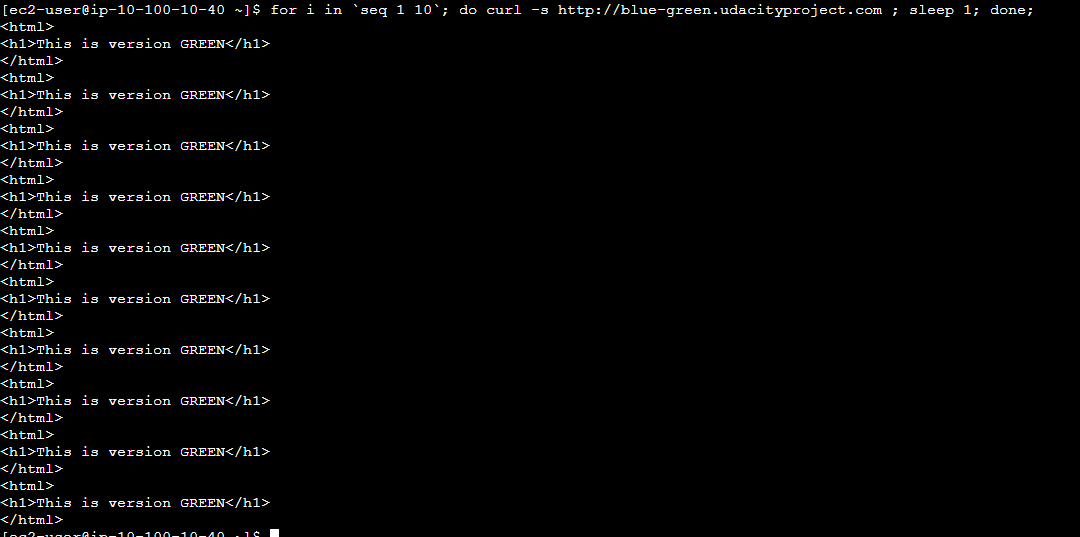 [ec2-user@ip-10-100-10-40 ~]$ for i in `seq 1 10`; do curl -s http://blue-green.udacityproject.com ; sleep 1; done;
<html>
<h1>This is version GREEN</h1>
</html>
<html>
<h1>This is version GREEN</h1>
</html>
<html>
<h1>This is version GREEN</h1>
</html>
<html>
<h1>This is version GREEN</h1>
</html>
<html>
<h1>This is version GREEN</h1>
</html>
<html>
<h1>This is version GREEN</h1>
</html>
<html>
<h1>This is version GREEN</h1>
</html>
<html>
<h1>This is version GREEN</h1>
</html>
<html>
<h1>This is version GREEN</h1>
</html>
<html>
<h1>This is version GREEN</h1>
</html>
[ec2-user@ip-10-100-10-40 ~]$